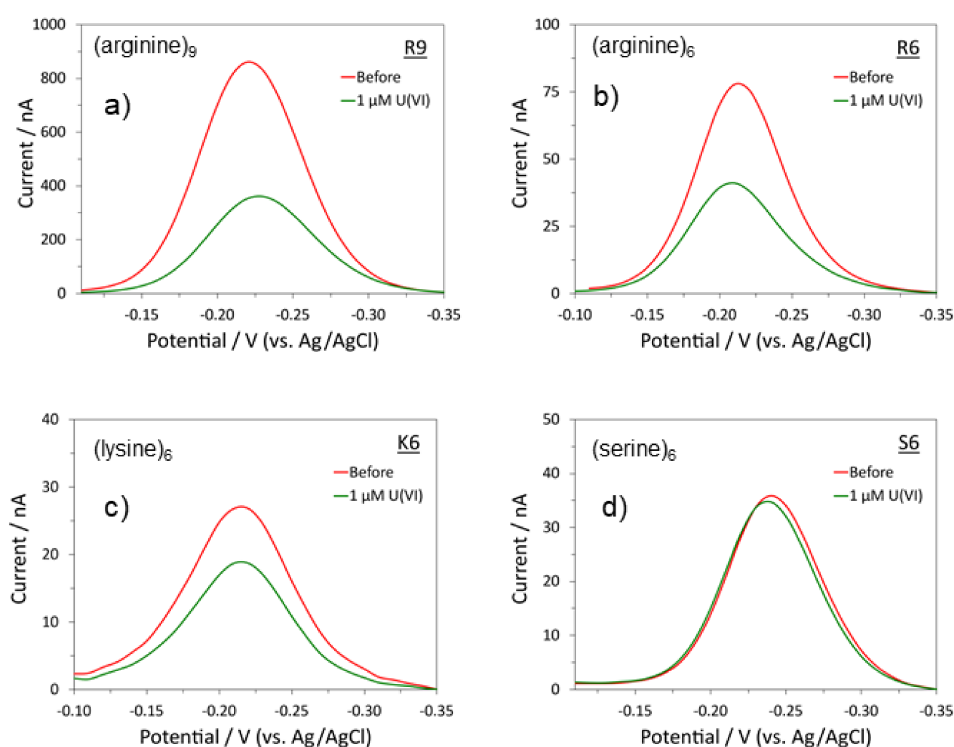 (arginine)₉
R9
Before
1 µM U(VI)
a)
1000
800
600
400
200
0
Current / nA
-0.15
-0.20
-0.25
-0.30
-0.35
Potential / V (vs. Ag/AgCl)
(arginine)₆
R6
Before
1 µM U(VI)
b)
100
75
50
25
0
Current / nA
-0.10
-0.15
-0.20
-0.25
-0.30
-0.35
Potential / V (vs. Ag/AgCl)
(lysine)₆
K6
Before
1 µM U(VI)
c)
40
30
20
10
0
Current / nA
-0.10
-0.15
-0.20
-0.25
-0.30
-0.35
Potential / V (vs. Ag/AgCl)
(serine)₆
S6
Before
1 µM U(VI)
d)
50
40
30
20
10
0
Current / nA
-0.15
-0.20
-0.25
-0.30
-0.35
Potential / V (vs. Ag/AgCl)